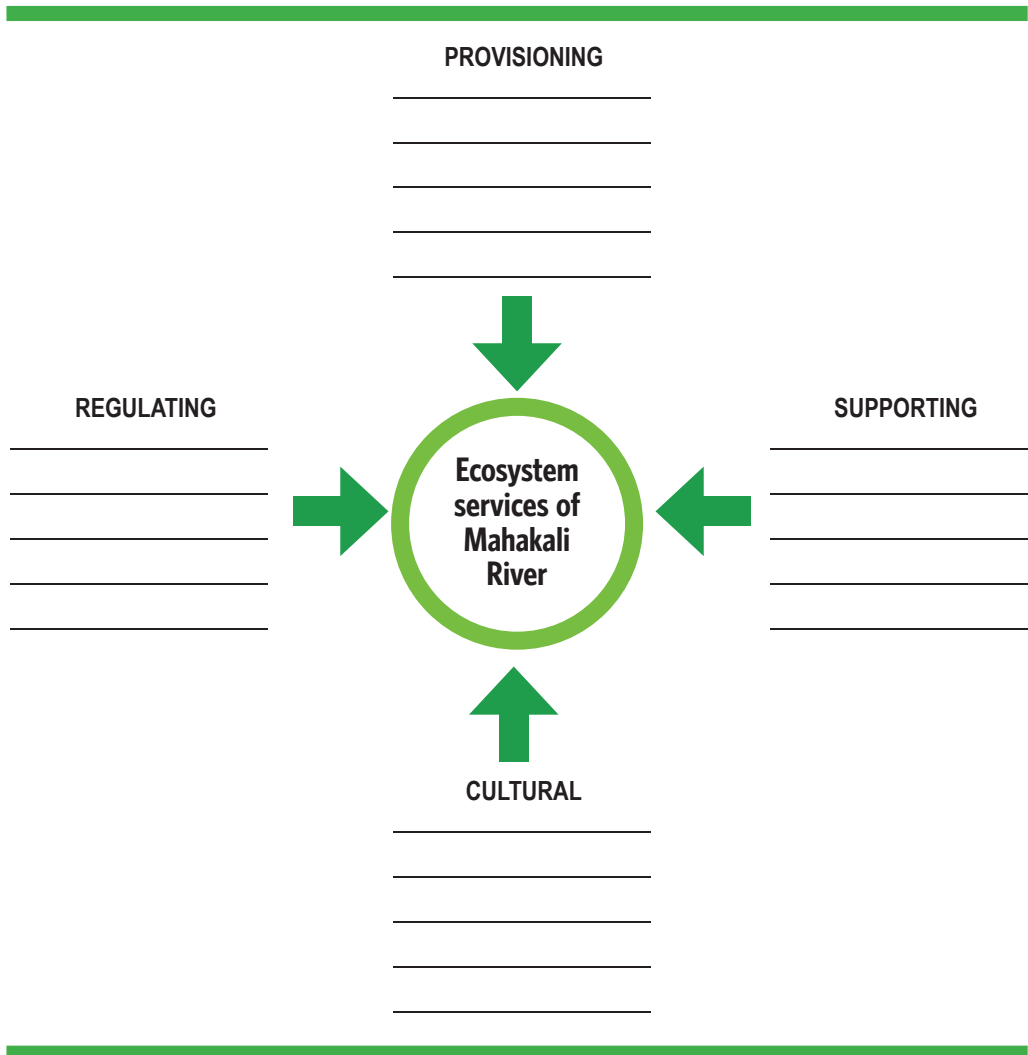 PROVISIONING
REGULATING
SUPPORTING
Ecosystem
services of
Mahakali
River
CULTURAL